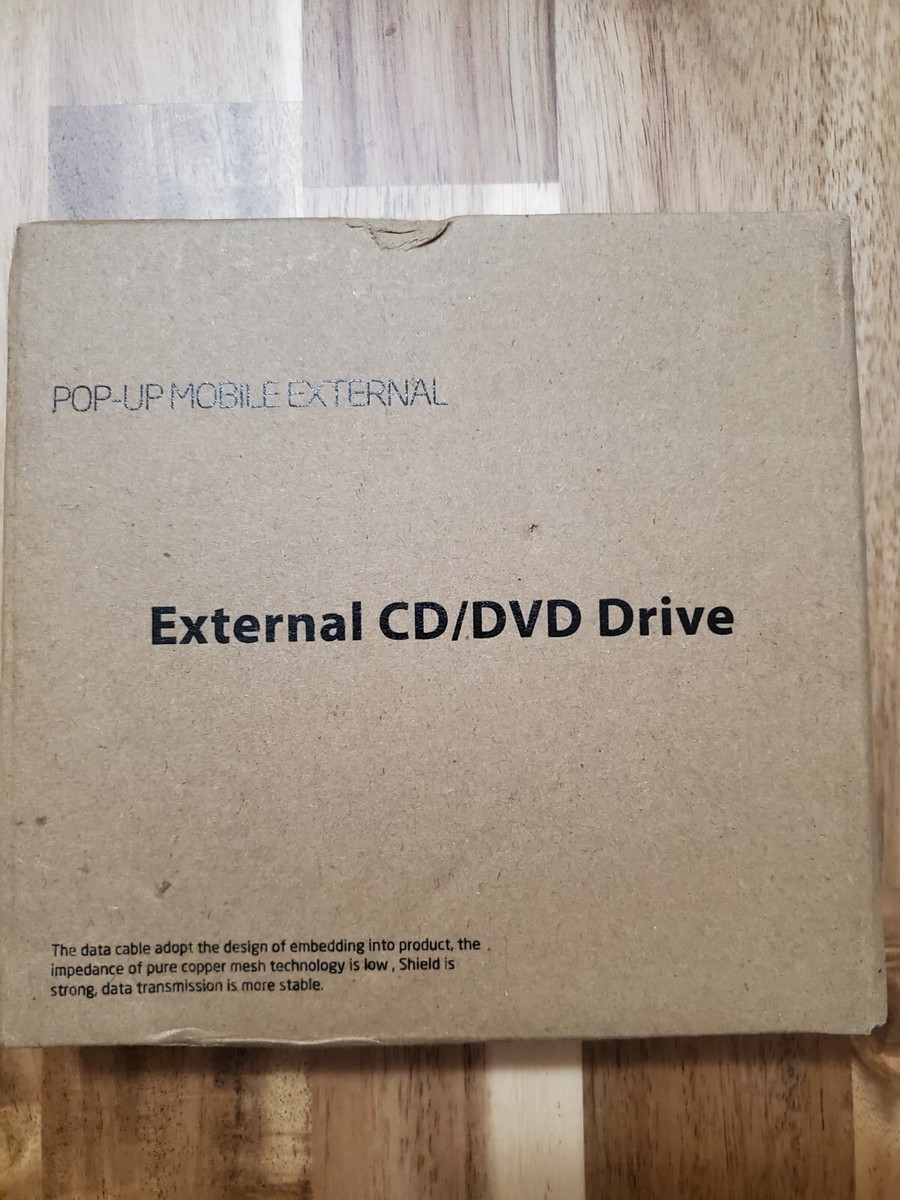 POP-UP MOBILE EXTERNAL
External CD/DVD Drive
The data cable adopt the design of embedding into product, the .
impedance of pure copper mesh technology is low , Shield is
strong, data transmission is more stable.